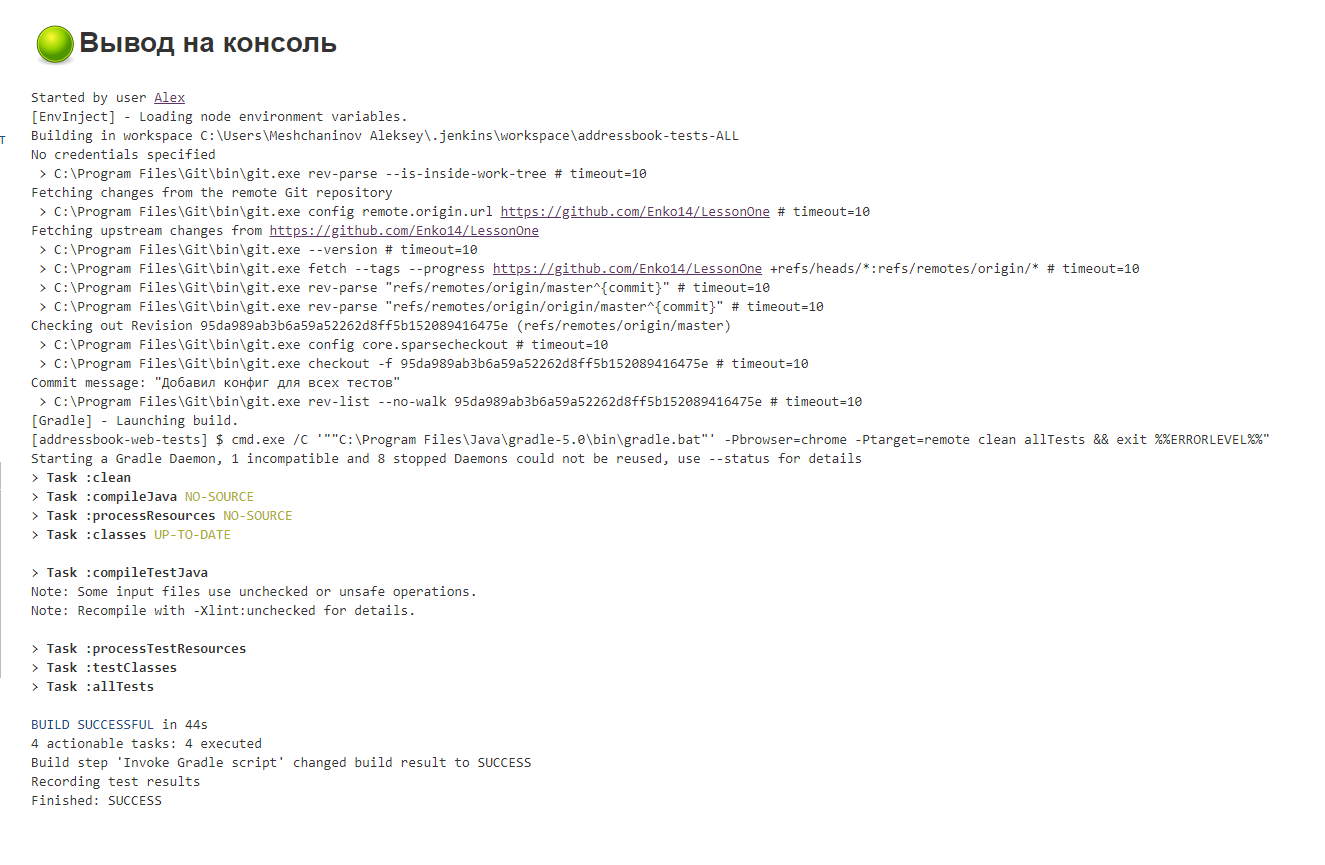 Вывод на консоль
Started by user Alex
[EnvInject] - Loading node environment variables.
Building in workspace C:\Users\Meshchaninov Aleksey\.jenkins\workspace\addressbook-tests-ALL
т
No credentials specified
> C:\Program Files\Git\bin\git.exe rev-parse --is-inside-work-tree # timeout=10
Fetching changes from the remote Git repository
> C:\Program Files\Git\bin\git.exe config remote.origin.url https://github.com/Enko14/LessonOne # timeout=10
Fetching upstream changes from https://github.com/Enko14/LessonOne
> C:\Program Files\Git\bin\git.exe --version # timeout=10
> C:\Program Files\Git\bin\git.exe fetch --tags --progress https://github.com/Enko14/LessonOne +refs/heads/*:refs/remotes/origin/* # timeout=10
> C:\Program Files\Git\bin\git.exe rev-parse "refs/remotes/origin/master^{commit}" # timeout=10
> C:\Program Files\Git\bin\git.exe rev-parse "refs/remotes/origin/origin/master^{commit}" # timeout=10
Checking out Revision 95da989ab3b6a59a52262d8ff5b152089416475e (refs/remotes/origin/master)
> C:\Program Files\Git\bin\git.exe config core.sparsecheckout # timeout=10
> C:\Program Files\Git\bin\git.exe checkout -f 95da989ab3b6a59a52262d8ff5b152089416475e # timeout=10
Commit message: "Добавил конфиг для всех тестов"
> C:\Program Files\Git\bin\git.exe rev-list --no-walk 95da989ab3b6a59a52262d8ff5b152089416475e # timeout=10
[Gradle] - Launching build.
[addressbook-web-tests] $ cmd.exe /C '""C:\Program Files\Java\gradle-5.0\bin\gradle.bat"' -Pbrowser=chrome -Ptarget=remote clean allTests && exit %%ERRORLEVEL%%"
Starting a Gradle Daemon, 1 incompatible and 8 stopped Daemons could not be reused, use --status for details
> Task :clean
> Task :compileJava NO-SOURCE
> Task :processResources NO-SOURCE
> Task :classes UP-TO-DATE
> Task :compileTestJava
Note: Some input files use unchecked or unsafe operations.
Note: Recompile with -Xlint:unchecked for details.
> Task :processTestResources
> Task :testClasses
> Task :allTests
BUILD SUCCESSFUL in 44s
4 actionable tasks: 4 executed
Build step 'Invoke Gradle script' changed build result to SUCCESS
Recording test results
Finished: SUCCESS